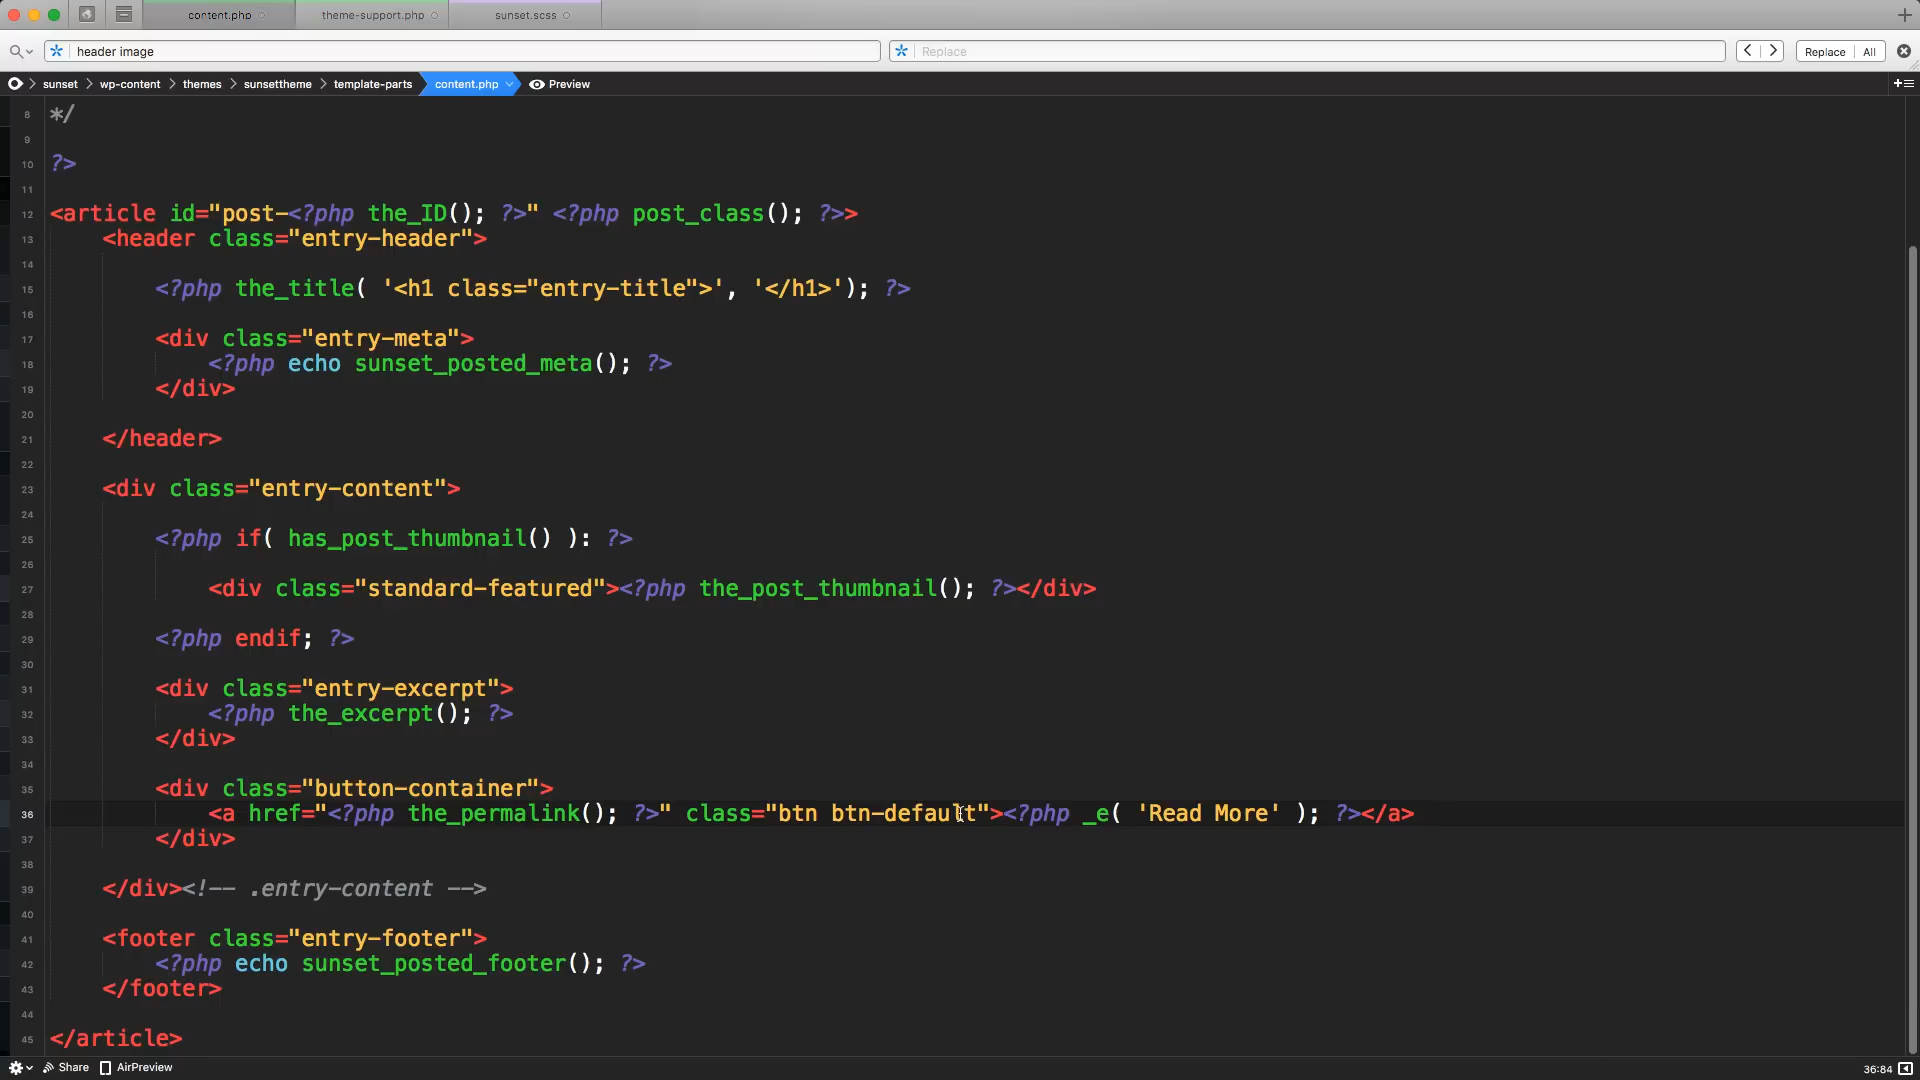 content.php
theme-support.php
sunset.scss
header image
Replace
Replace
All
sunset
wp-content
themes
sunsettheme
template-parts
content.php
Preview
8 */
9
10 ?>
11
12 <article id="post-<?php the_ID(); ?>" <?php post_class(); ?>>
13 <header class="entry-header">
14
15 <?php the_title( '<h1 class="entry-title">', '</h1>'); ?>
16
17 <div class="entry-meta">
18 <?php echo sunset_posted_meta(); ?>
19 </div>
20
21 </header>
22
23 <div class="entry-content">
24
25 <?php if( has_post_thumbnail() ): ?>
26
27 <div class="standard-featured"><?php the_post_thumbnail(); ?></div>
28
29 <?php endif; ?>
30
31 <div class="entry-excerpt">
32 <?php the_excerpt(); ?>
33 </div>
34
35 <div class="button-container">
36 <a href="<?php the_permalink(); ?>" class="btn btn-default"><?php _e( 'Read More' ); ?></a>
37 </div>
38
39 </div><!-- .entry-content -->
40
41 <footer class="entry-footer">
42 <?php echo sunset_posted_footer(); ?>
43 </footer>
44
45 </article>
Share
AirPreview
36:84